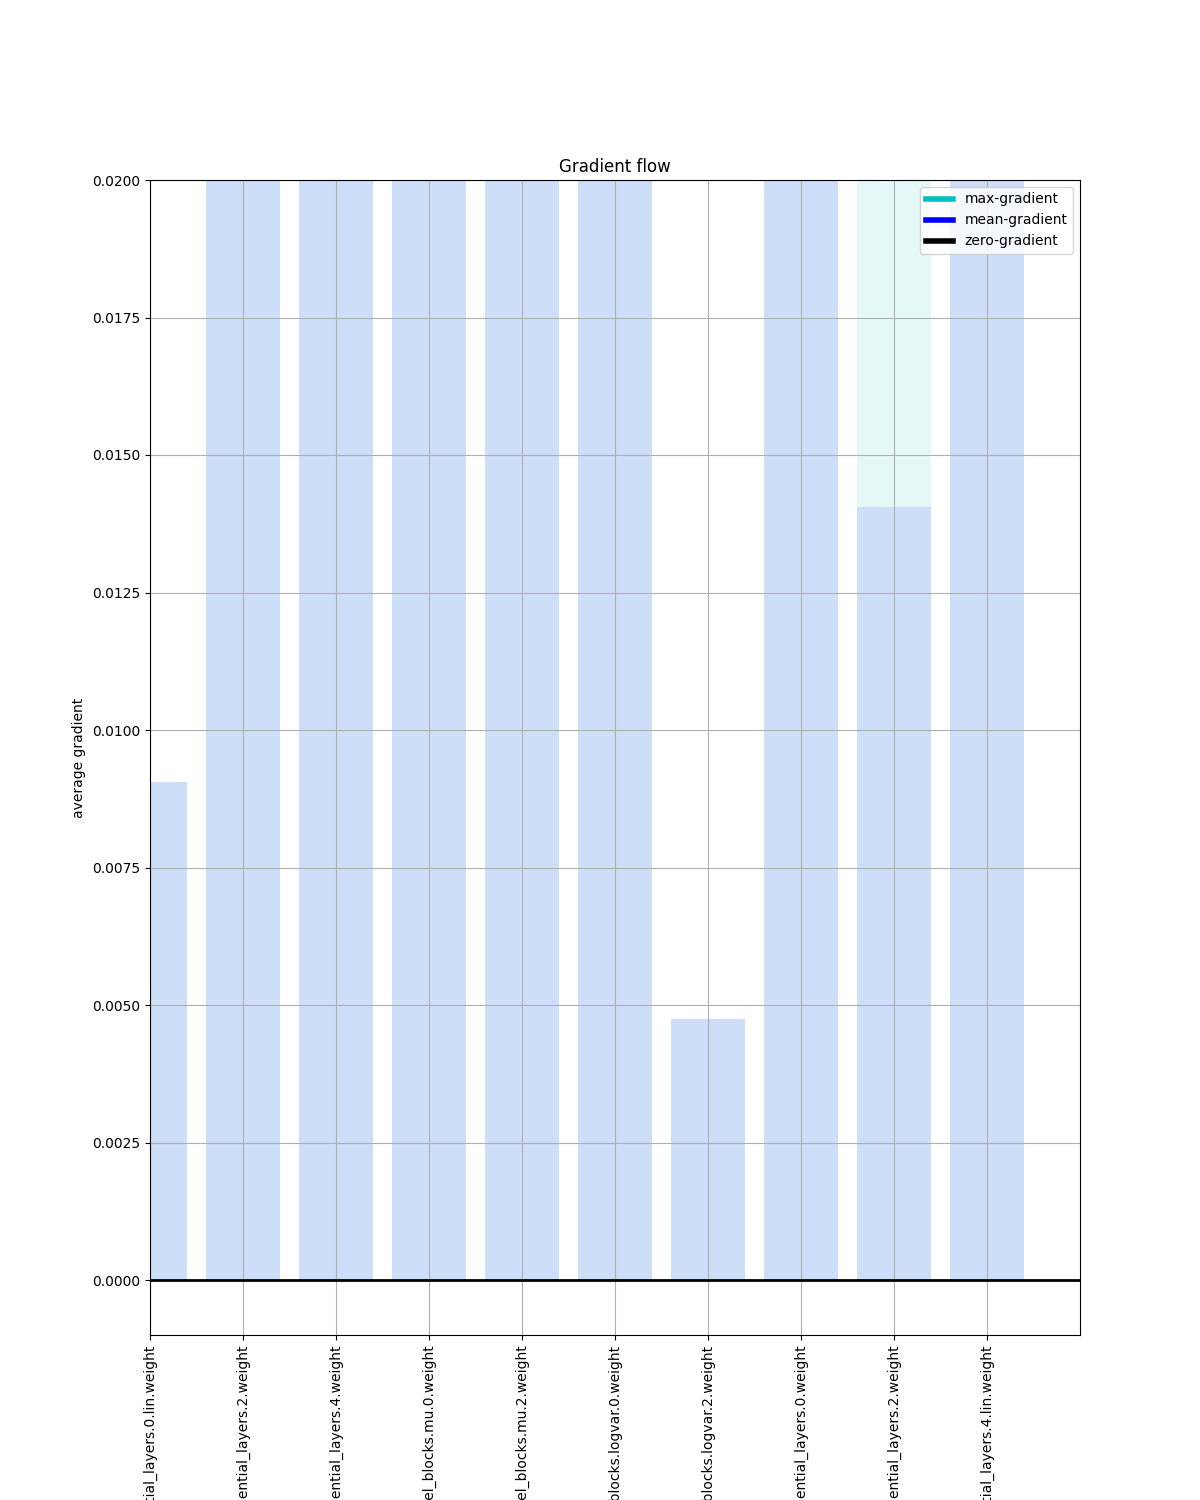 Gradient flow
max-gradient
mean-gradient
zero-gradient
0.0200
0.0175
0.0150
0.0125
0.0100
0.0075
0.0050
0.0025
0.0000
average gradient
tial_layers.0.lin.weight
ential_layers.2.weight
ential_layers.4.weight
el_blocks.mu.0.weight
el_blocks.mu.2.weight
blocks.logvar.0.weight
blocks.logvar.2.weight
ential_layers.0.weight
ential_layers.2.weight
tial_layers.4.lin.weight